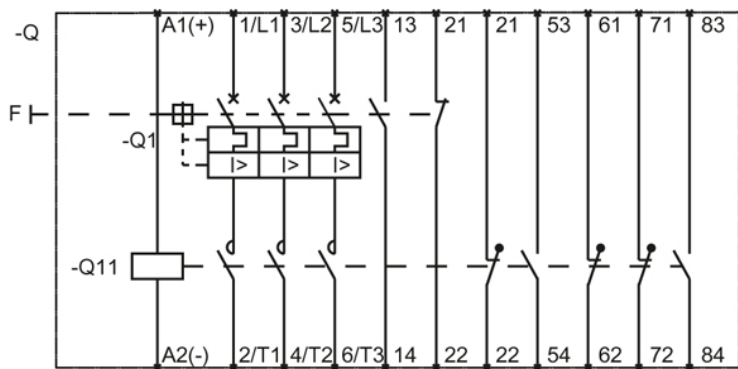 -Q A1(+) 1/L1 3/L2 5/L3 13 21 21 53 61 71 83
F
-Q1
I> I> I>
-Q11
A2(-) 2/T1 4/T2 6/T3 14 22 22 54 62 72 84